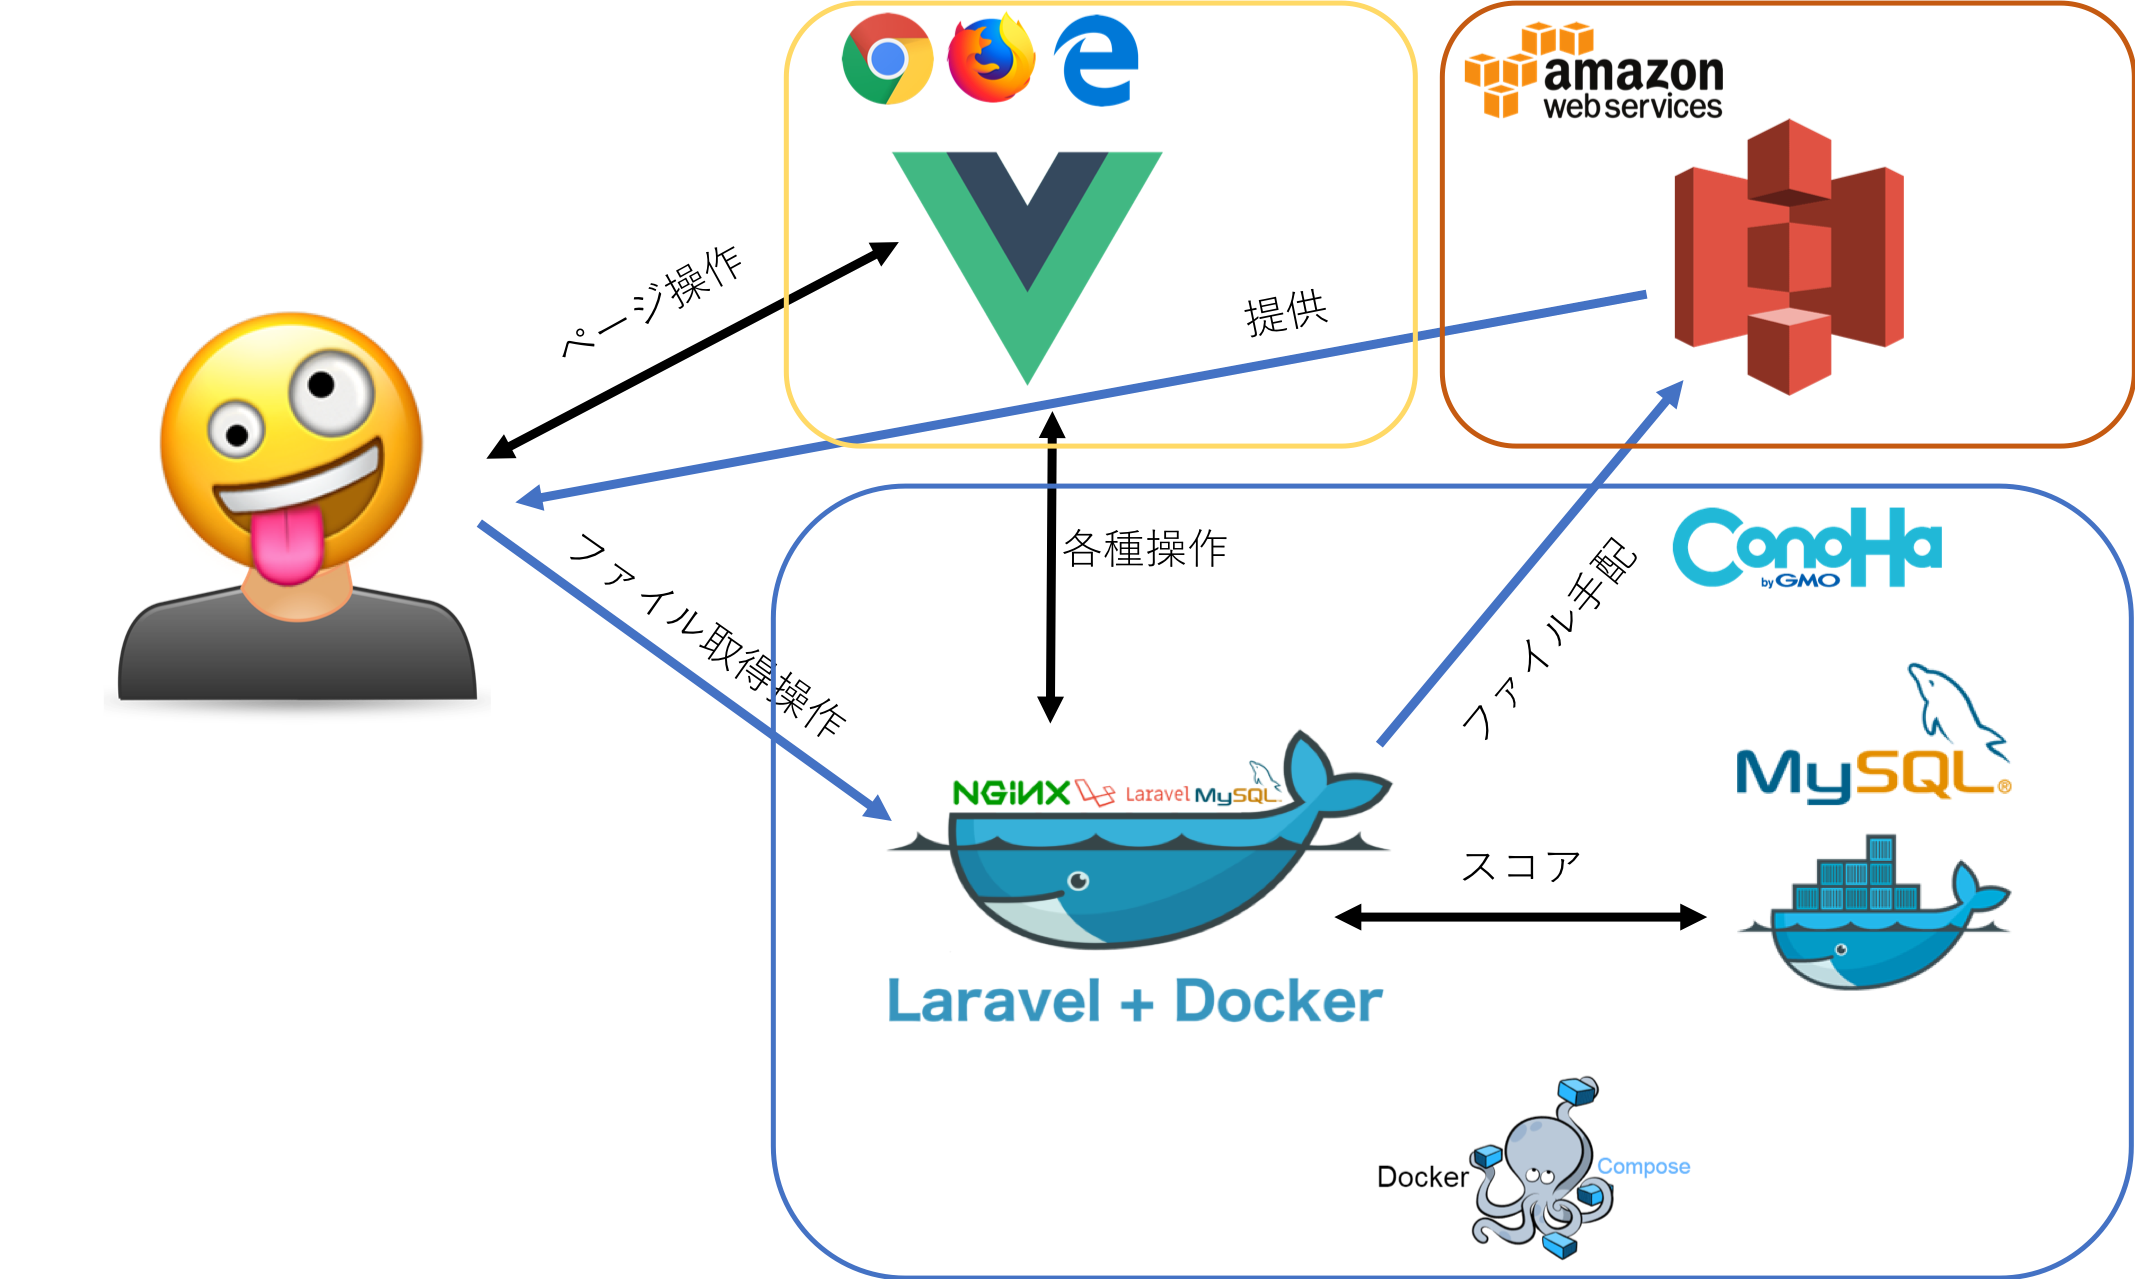 amazon
web services
ページ操作
提供
各種操作
ConoHa
by GMO
ファイル取得操作
ファイル手配
MySQL®
NGINX Laravel MySQL
スコア
Laravel + Docker
Docker Compose